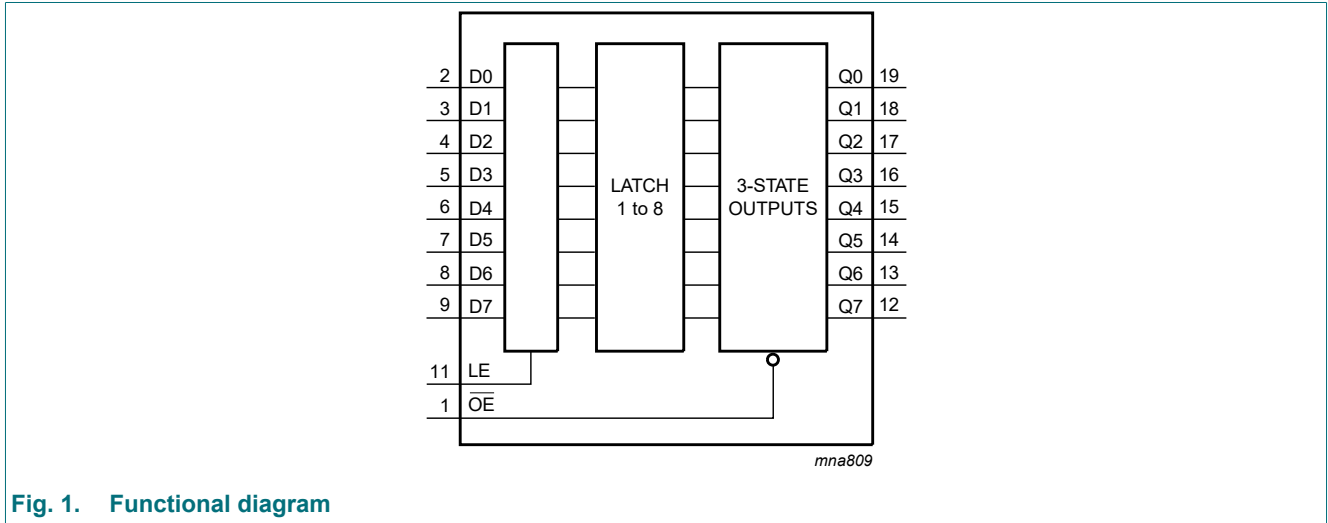 2 D0 Q0 19
3 D1 Q1 18
4 D2 Q2 17
5 D3 Q3 16
LATCH 3-STATE
1 to 8 OUTPUTS
6 D4 Q4 15
7 D5 Q5 14
8 D6 Q6 13
9 D7 Q7 12
11 LE
1 O̅E̅
mna809
Fig. 1. Functional diagram